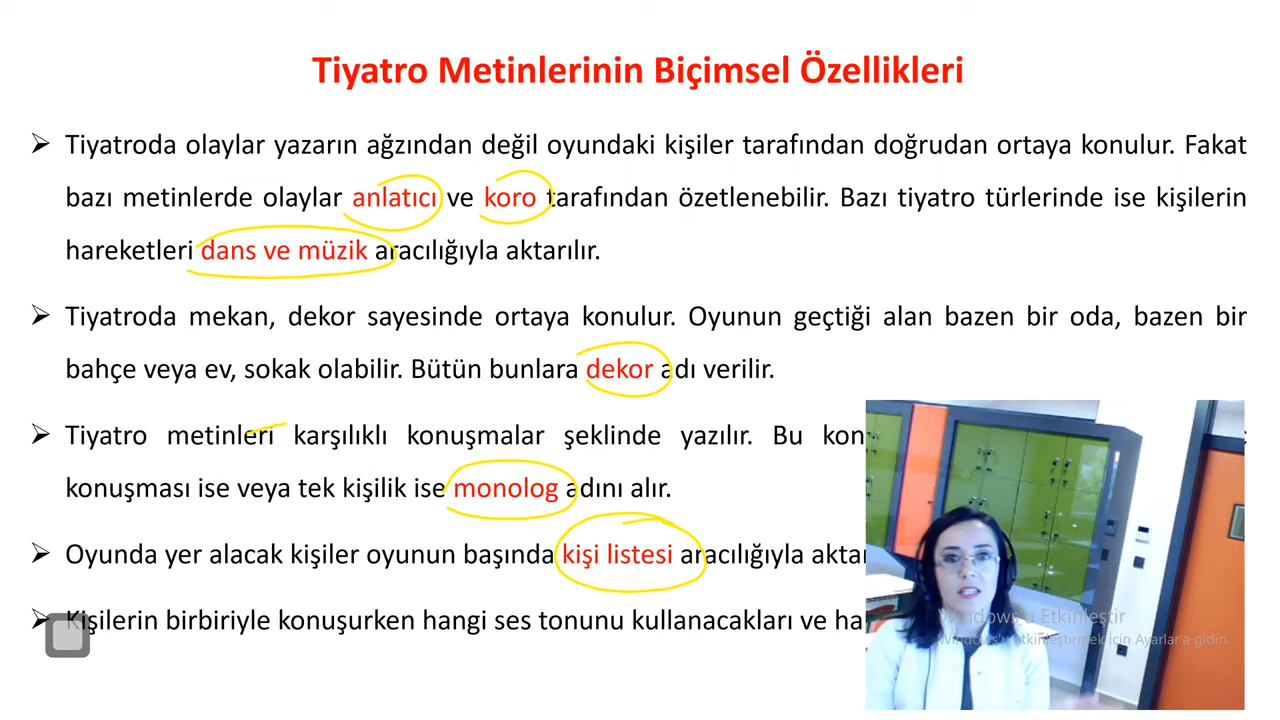 Tiyatro Metinlerinin Biçimsel Özellikleri
Tiyatroda olaylar yazarın ağzından değil oyundaki kişiler tarafından doğrudan ortaya konulur. Fakat
bazı metinlerde olaylar anlatıcı ve koro tarafından özetlenebilir. Bazı tiyatro türlerinde ise kişilerin
hareketleri dans ve müzik aracılığıyla aktarılır.
Tiyatroda mekan, dekor sayesinde ortaya konulur. Oyunun geçtiği alan bazen bir oda, bazen bir
bahçe veya ev, sokak olabilir. Bütün bunlara dekor adı verilir.
Tiyatro metinleri karşılıklı konuşmalar şeklinde yazılır. Bu
konuşması ise veya tek kişilik ise monolog adını alır.
Oyunda yer alacak kişiler oyunun başında kişi listesi aracılığıyla
Kişilerin birbiriyle konuşurken hangi ses tonunu kullanacakları ve
Windows'u Etkinleştir
Windows'u etkinleştirmek için Ayarlar'a gidin.